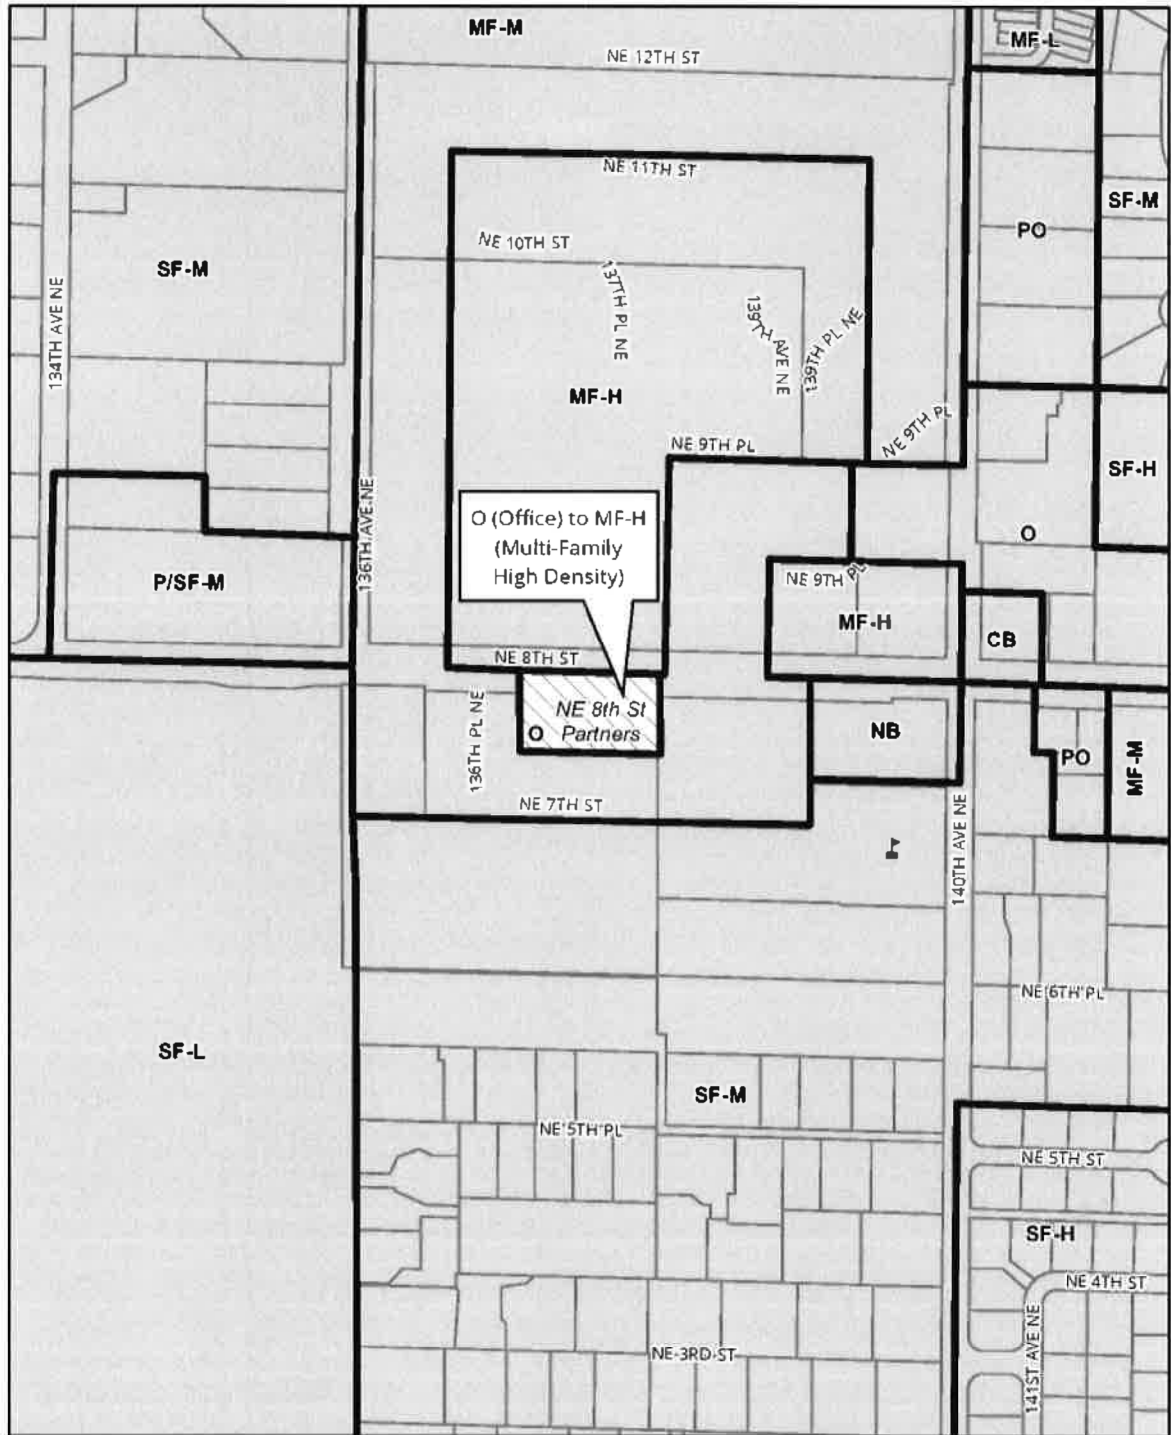 MF-M
NE 12TH ST
MF-L
NE 11TH ST
SF-M
PO
NE 10TH ST
SF-M
137TH PL NE
134TH AVE NE
139TH AVE NE
139TH PL NE
MF-H
NE 9TH PL
NE 9TH PL
SF-H
136TH AVE NE
O (Office) to MF-H
(Multi-Family
High Density)
O
P/SF-M
NE 9TH PL
MF-H
CB
NE 8TH ST
136TH PL NE
NE 8th St
O Partners
NB
PO
MF-M
NE 7TH ST
140TH AVE NE
NE 6TH PL
SF-L
SF-M
NE 5TH PL
NE 5TH ST
SF-H
NE 4TH ST
141ST AVE NE
NE 3RD ST